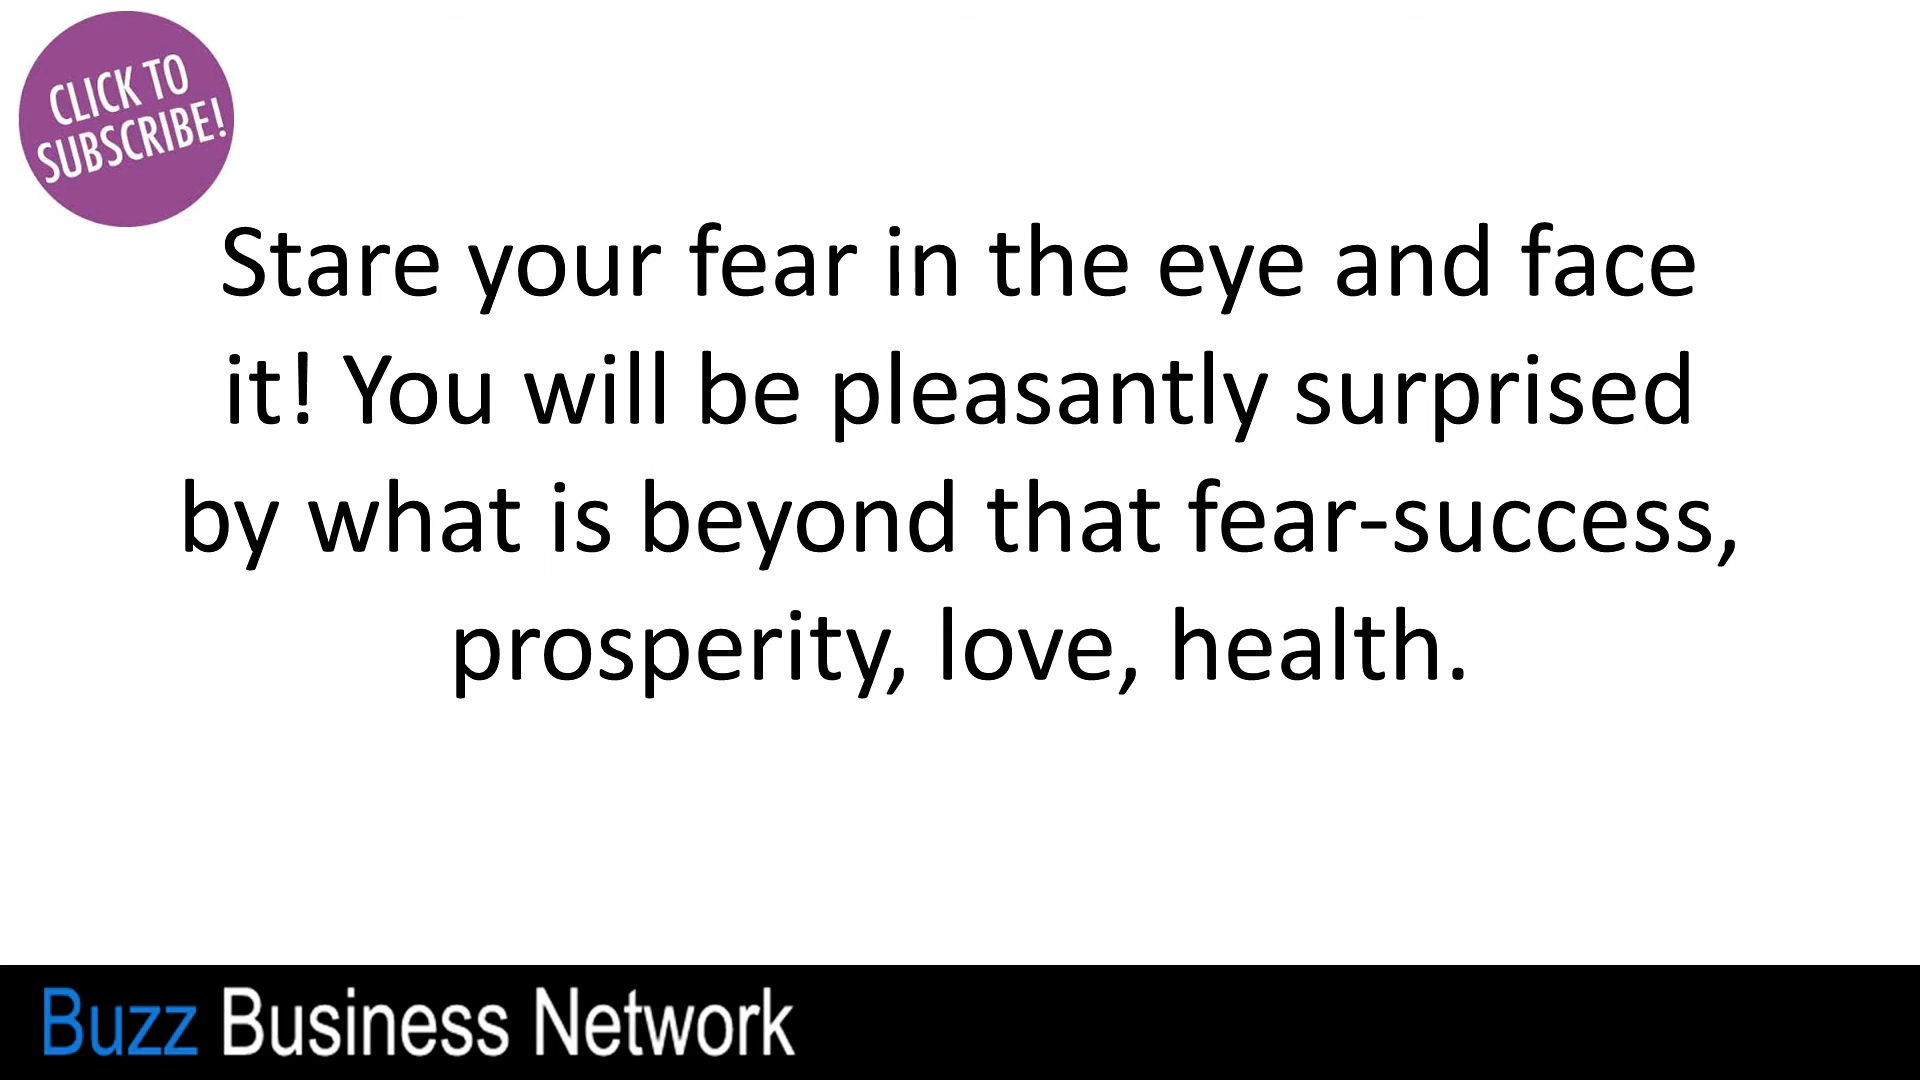 CLICK TO
SUBSCRIBE!
Stare your fear in the eye and face
it! You will be pleasantly surprised
by what is beyond that fear-success,
prosperity, love, health.
Buzz Business Network